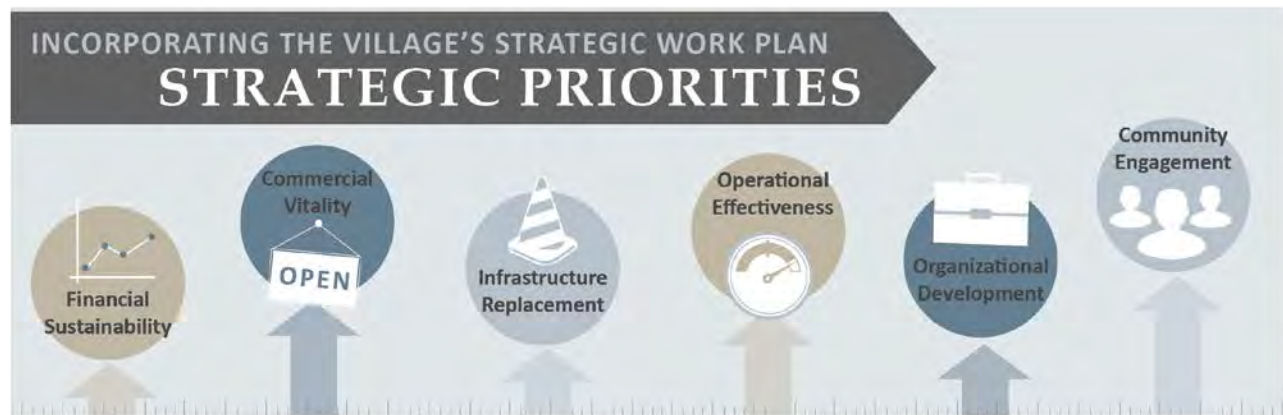 INCORPORATING THE VILLAGE'S STRATEGIC WORK PLAN
STRATEGIC PRIORITIES
Financial
Sustainability
Commercial
Vitality
OPEN
Infrastructure
Replacement
Operational
Effectiveness
Organizational
Development
Community
Engagement